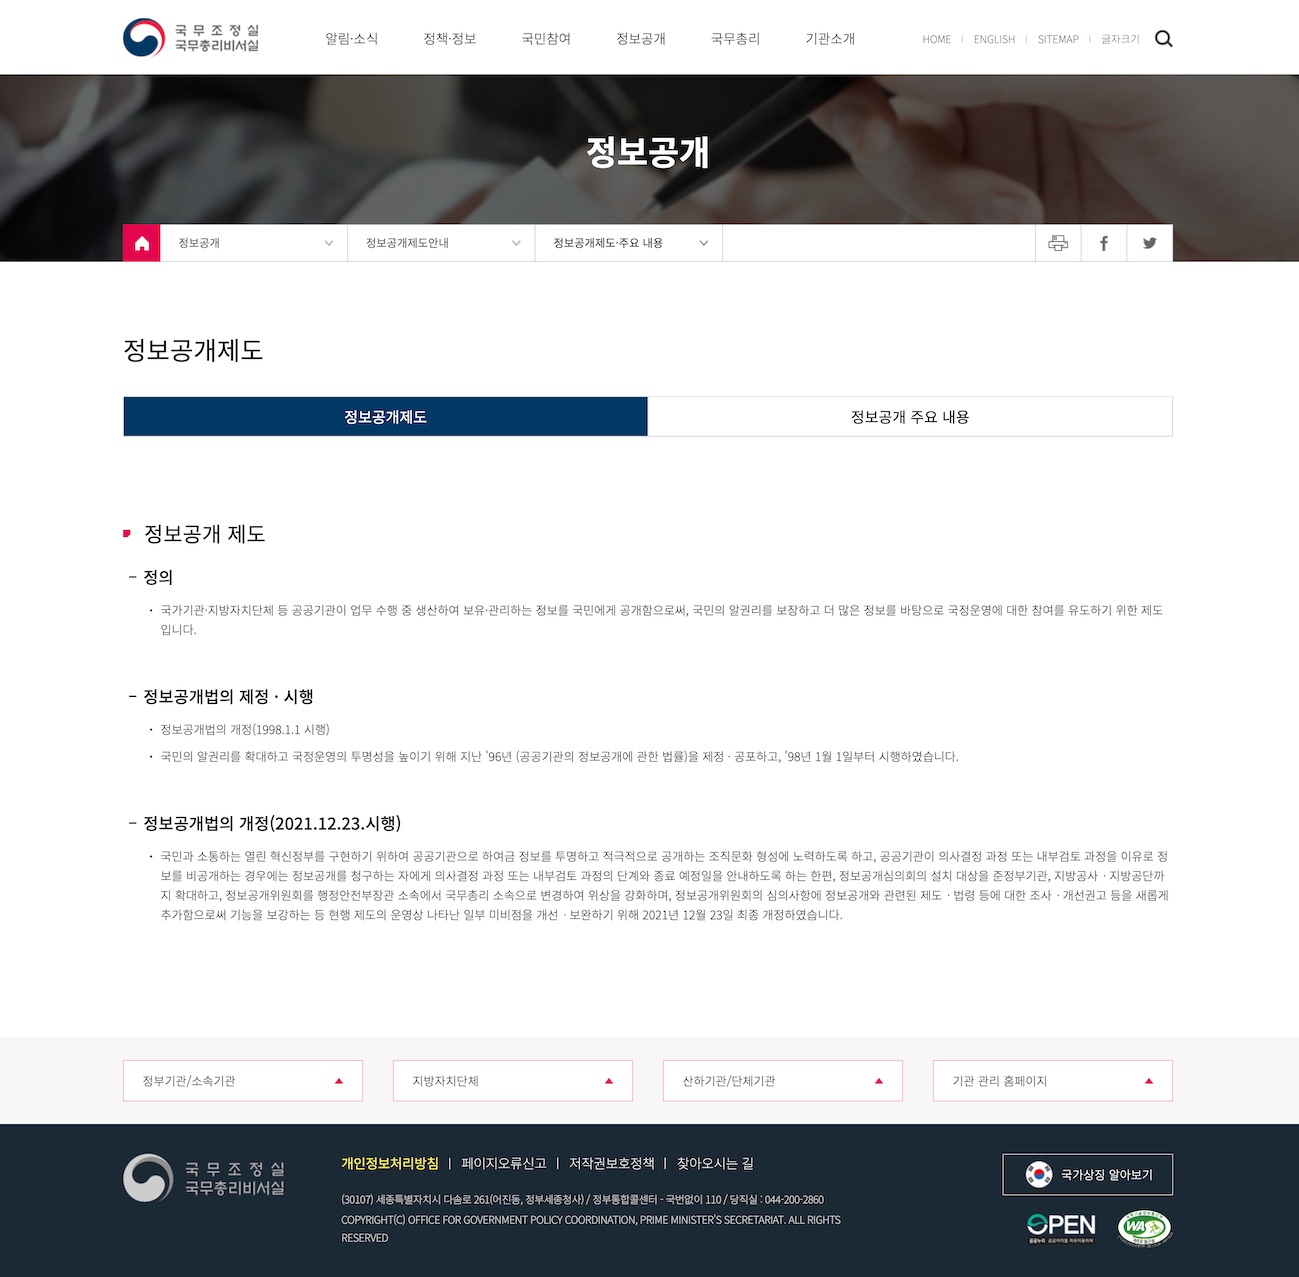 국무조정실
국무총리비서실
알림·소식 정책·정보 국민참여 정보공개 국무총리 기관소개
HOME ENGLISH SITEMAP 글자크기
정보공개
정보공개 정보공개제도안내 정보공개제도·주요 내용
정보공개제도
정보공개제도 정보공개 주요 내용
정보공개 제도
– 정의
· 국가기관·지방자치단체 등 공공기관이 업무 수행 중 생산하여 보유·관리하는 정보를 국민에게 공개함으로써, 국민의 알권리를 보장하고 더 많은 정보를 바탕으로 국정운영에 대한 참여를 유도하기 위한 제도
입니다.
– 정보공개법의 제정 · 시행
· 정보공개법의 개정(1998.1.1 시행)
· 국민의 알권리를 확대하고 국정운영의 투명성을 높이기 위해 지난 '96년 (공공기관의 정보공개에 관한 법률)을 제정 · 공포하고, '98년 1월 1일부터 시행하였습니다.
– 정보공개법의 개정(2021.12.23.시행)
· 국민과 소통하는 열린 혁신정부를 구현하기 위하여 공공기관으로 하여금 정보를 투명하고 적극적으로 공개하는 조직문화 형성에 노력하도록 하고, 공공기관이 의사결정 과정 또는 내부검토 과정을 이유로 정
보를 비공개하는 경우에는 정보공개를 청구하는 자에게 의사결정 과정 또는 내부검토 과정의 단계와 종료 예정일을 안내하도록 하는 한편, 정보공개심의회의 설치 대상을 준정부기관, 지방공사 · 지방공단까
지 확대하고, 정보공개위원회를 행정안전부장관 소속에서 국무총리 소속으로 변경하여 위상을 강화하며, 정보공개위원회의 심의사항에 정보공개와 관련된 제도 · 법령 등에 대한 조사 · 개선권고 등을 새롭게
추가함으로써 기능을 보강하는 등 현행 제도의 운영상 나타난 일부 미비점을 개선 · 보완하기 위해 2021년 12월 23일 최종 개정하였습니다.
정부기관/소속기관 지방자치단체 산하기관/단체기관 기관 관리 홈페이지
국무조정실
국무총리비서실
개인정보처리방침 페이지오류신고 저작권보호정책 찾아오시는 길
(30107) 세종특별자치시 다솜로 261(어진동, 정부세종청사) / 정부통합콜센터 - 국번없이 110 / 당직실 : 044-200-2860
COPYRIGHT(C) OFFICE FOR GOVERNMENT POLICY COORDINATION, PRIME MINISTER'S SECRETARIAT. ALL RIGHTS
RESERVED
국가상징 알아보기
OPEN
공공누리 공공저작물 자유이용허락
WA